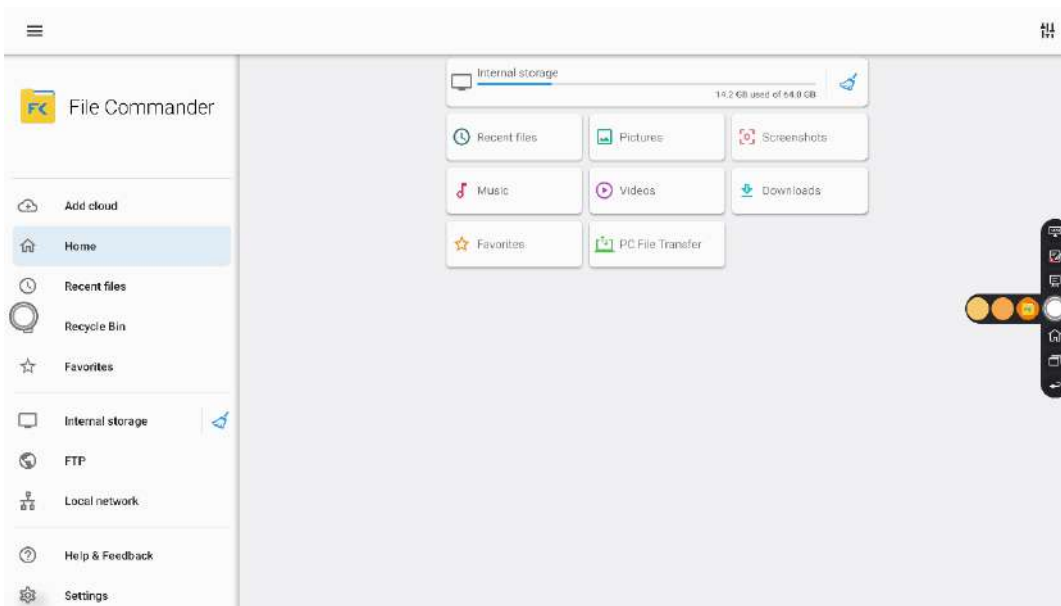 FC
File Commander
Add cloud
Home
Recent files
Recycle Bin
Favorites
Internal storage
FTP
Local network
Help & Feedback
Settings
Internal storage
14.2 GB used of 64.0 GB
Recent files
Pictures
Screenshots
Music
Videos
Downloads
Favorites
PC File Transfer